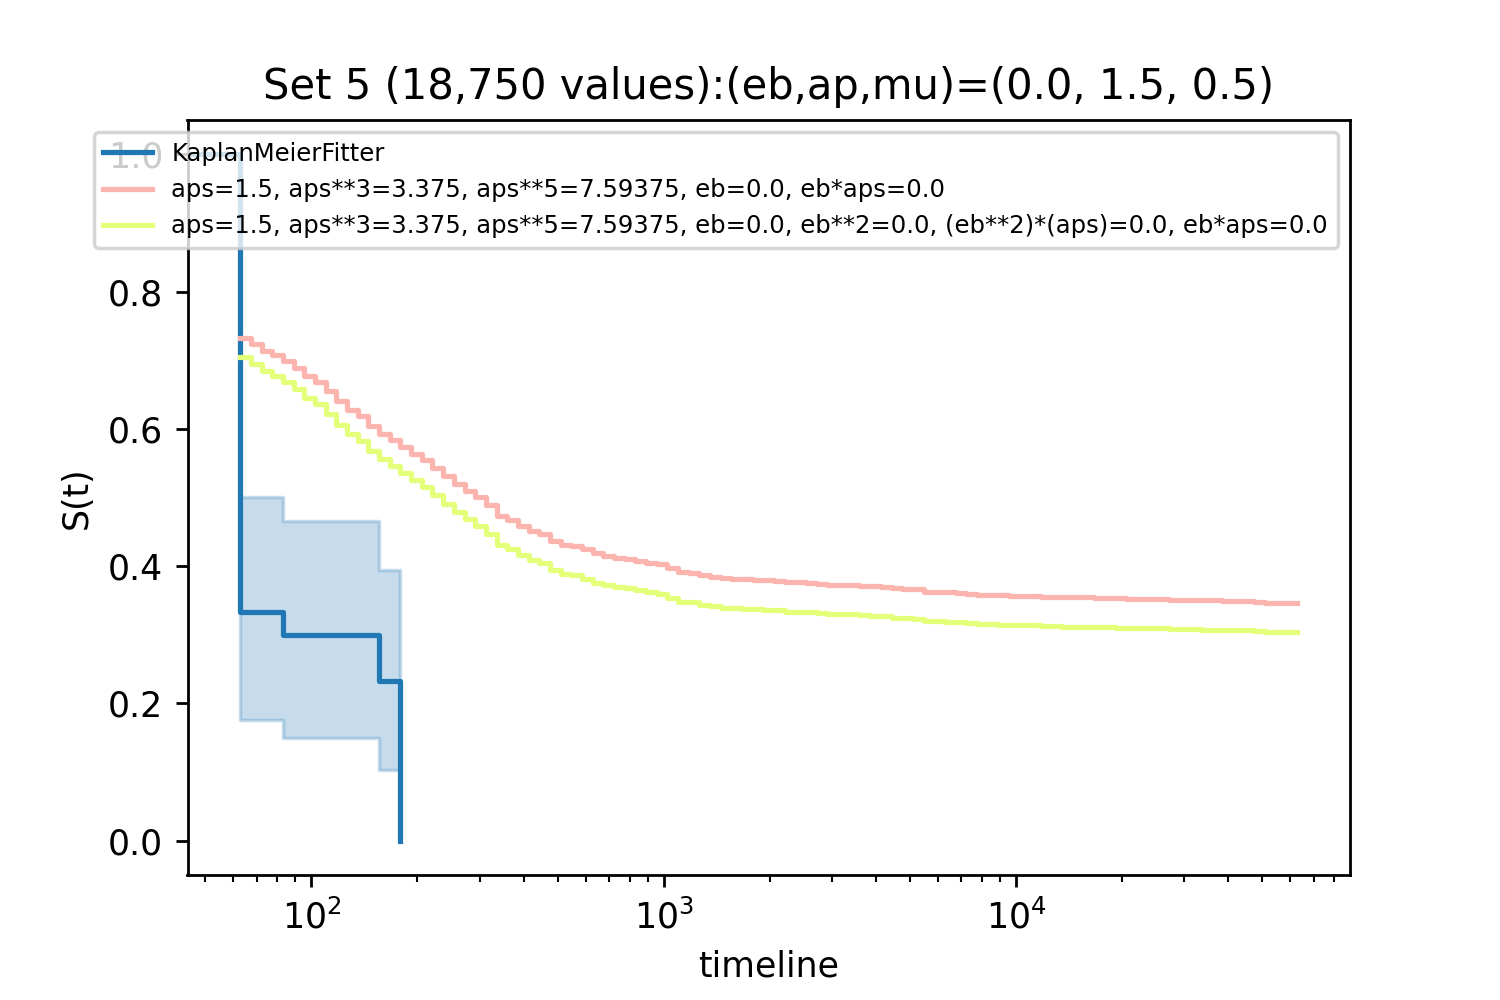 Set 5 (18,750 values):(eb,ap,mu)=(0.0, 1.5, 0.5)
1.0
KaplanMeierFitter
aps=1.5, aps**3=3.375, aps**5=7.59375, eb=0.0, eb*aps=0.0
aps=1.5, aps**3=3.375, aps**5=7.59375, eb=0.0, eb**2=0.0, (eb**2)*(aps)=0.0, eb*aps=0.0
0.8
0.6
S(t)
0.4
0.2
0.0
10² 10³ 10⁴
timeline